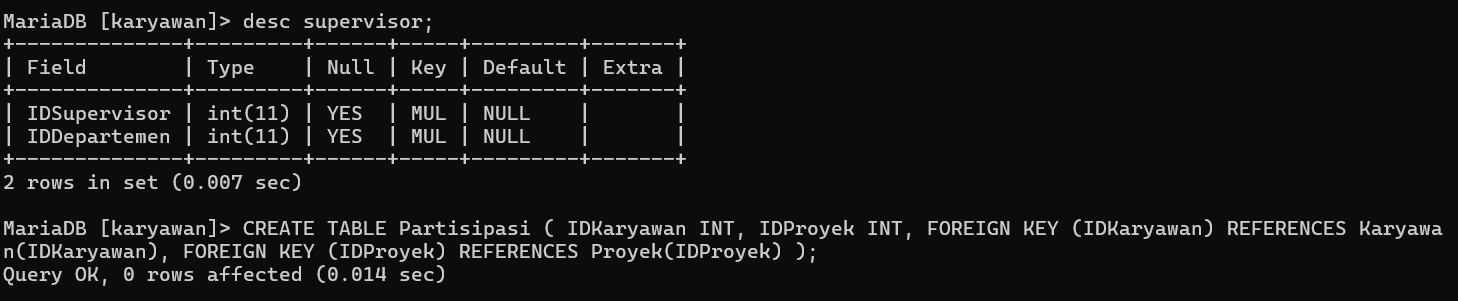 MariaDB [karyawan]> desc supervisor;
+--------------+---------+------+-----+---------+-------+
| Field        | Type    | Null | Key | Default | Extra |
+--------------+---------+------+-----+---------+-------+
| IDSupervisor | int(11) | YES  | MUL | NULL    |       |
| IDDepartemen | int(11) | YES  | MUL | NULL    |       |
+--------------+---------+------+-----+---------+-------+
2 rows in set (0.007 sec)

MariaDB [karyawan]> CREATE TABLE Partisipasi ( IDKaryawan INT, IDProyek INT, FOREIGN KEY (IDKaryawan) REFERENCES Karyawa
n(IDKaryawan), FOREIGN KEY (IDProyek) REFERENCES Proyek(IDProyek) );
Query OK, 0 rows affected (0.014 sec)